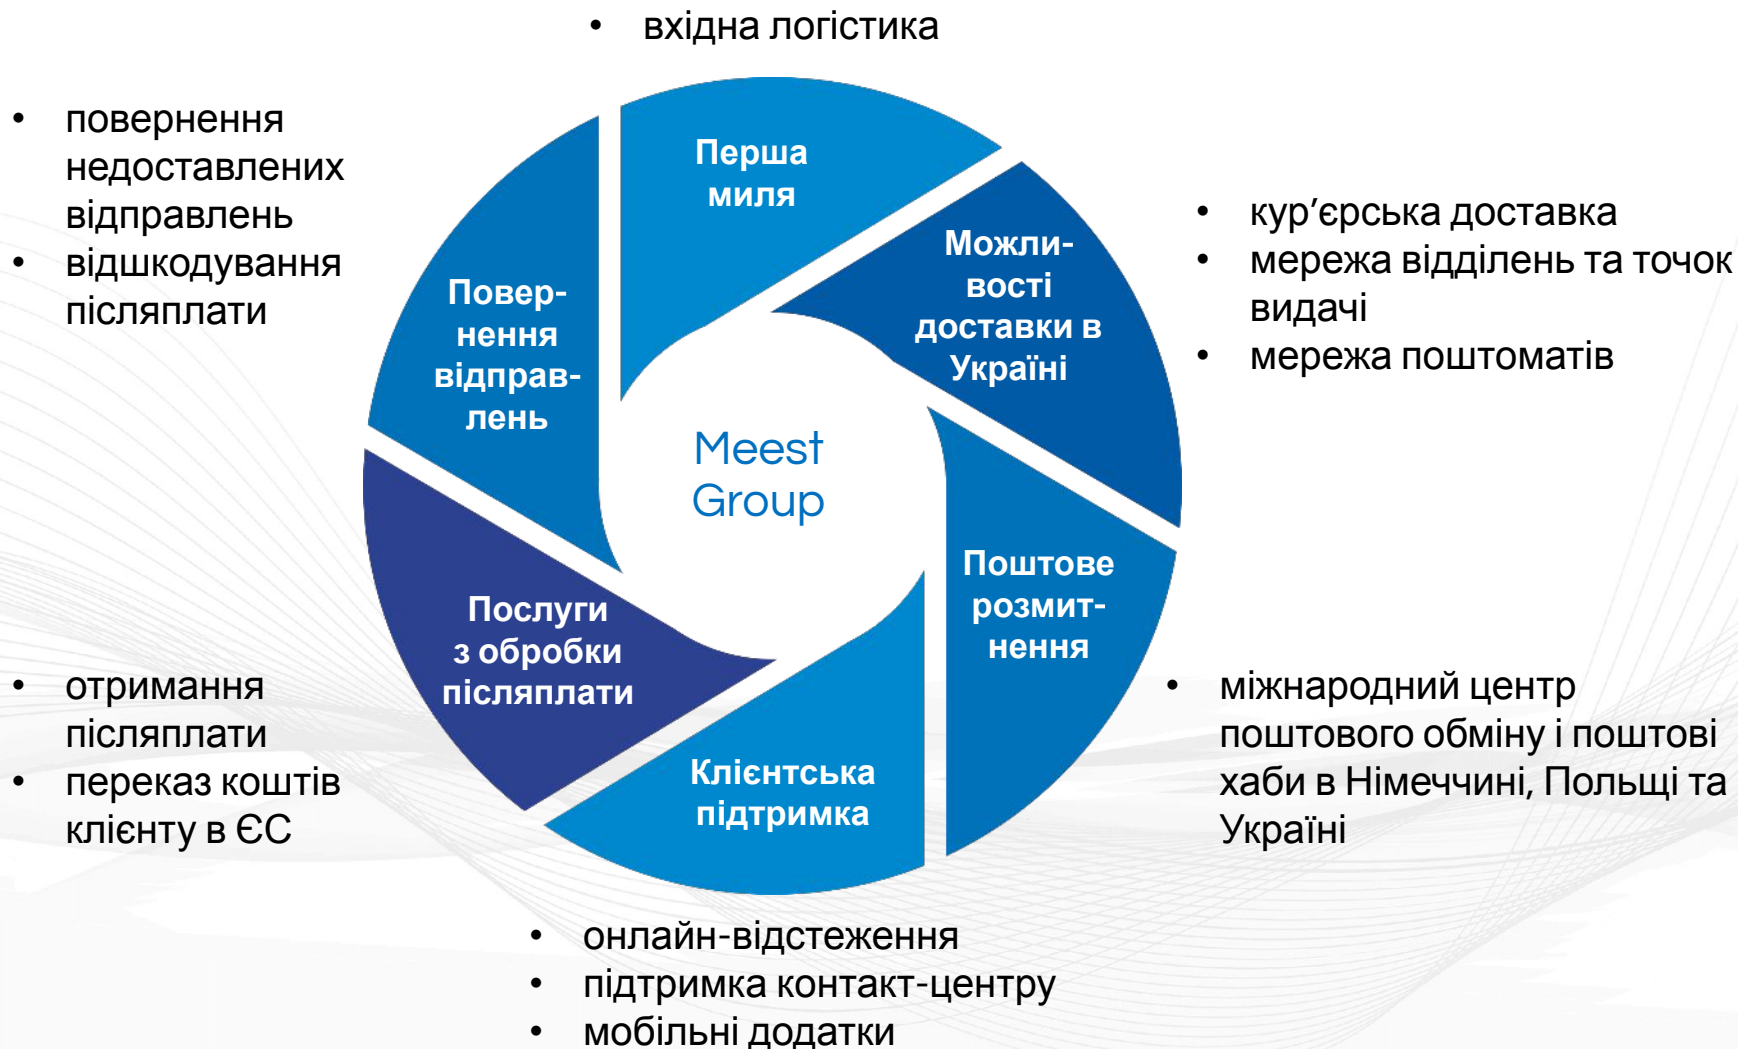 • вхідна логістика
Перша
миля
• кур’єрська доставка
• мережа відділень та точок
видачі
• мережа поштоматів
Можли-
вості
доставки в
Україні
• міжнародний центр
поштового обміну і поштові
хаби в Німеччині, Польщі та
Україні
Поштове
розмит-
нення
Клієнтська
підтримка
• онлайн-відстеження
• підтримка контакт-центру
• мобільні додатки
Послуги
з обробки
післяплати
• отримання
післяплати
• переказ коштів
клієнту в ЄС
Повер-
нення
відправ-
лень
• повернення
недоставлених
відправлень
• відшкодування
післяплати
Meest
Group